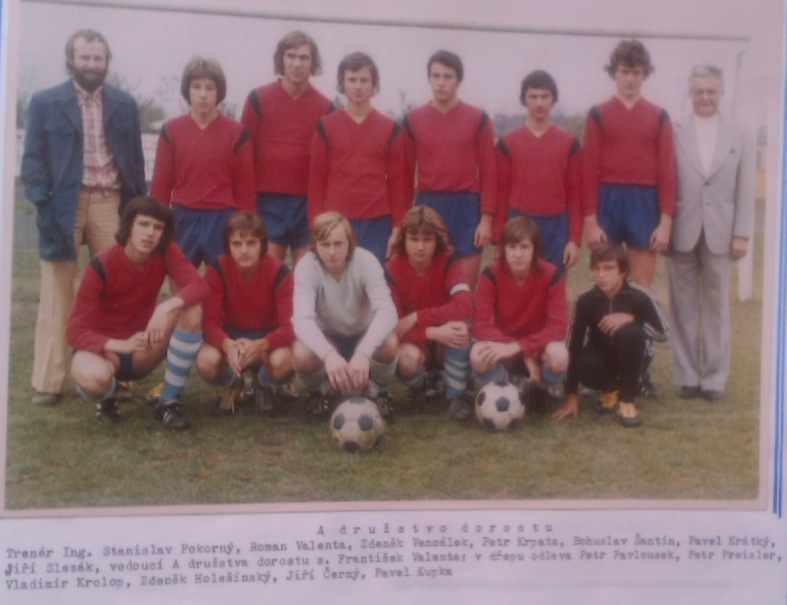 A družstvo dorostu
Trenér Ing. Stanislav Pokorný, Roman Valenta, Zdeněk Vencálek, Petr Krpata, Bohuslav Šantín, Pavel Krátký,
Jiří Slezák, vedoucí A družstva dorostu s. František Valenta; v dřepu odleva Petr Pavlousek, Petr Preisler,
Vladimír Krclop, Zdeněk Holešínský, Jiří Černý, Pavel Kupka